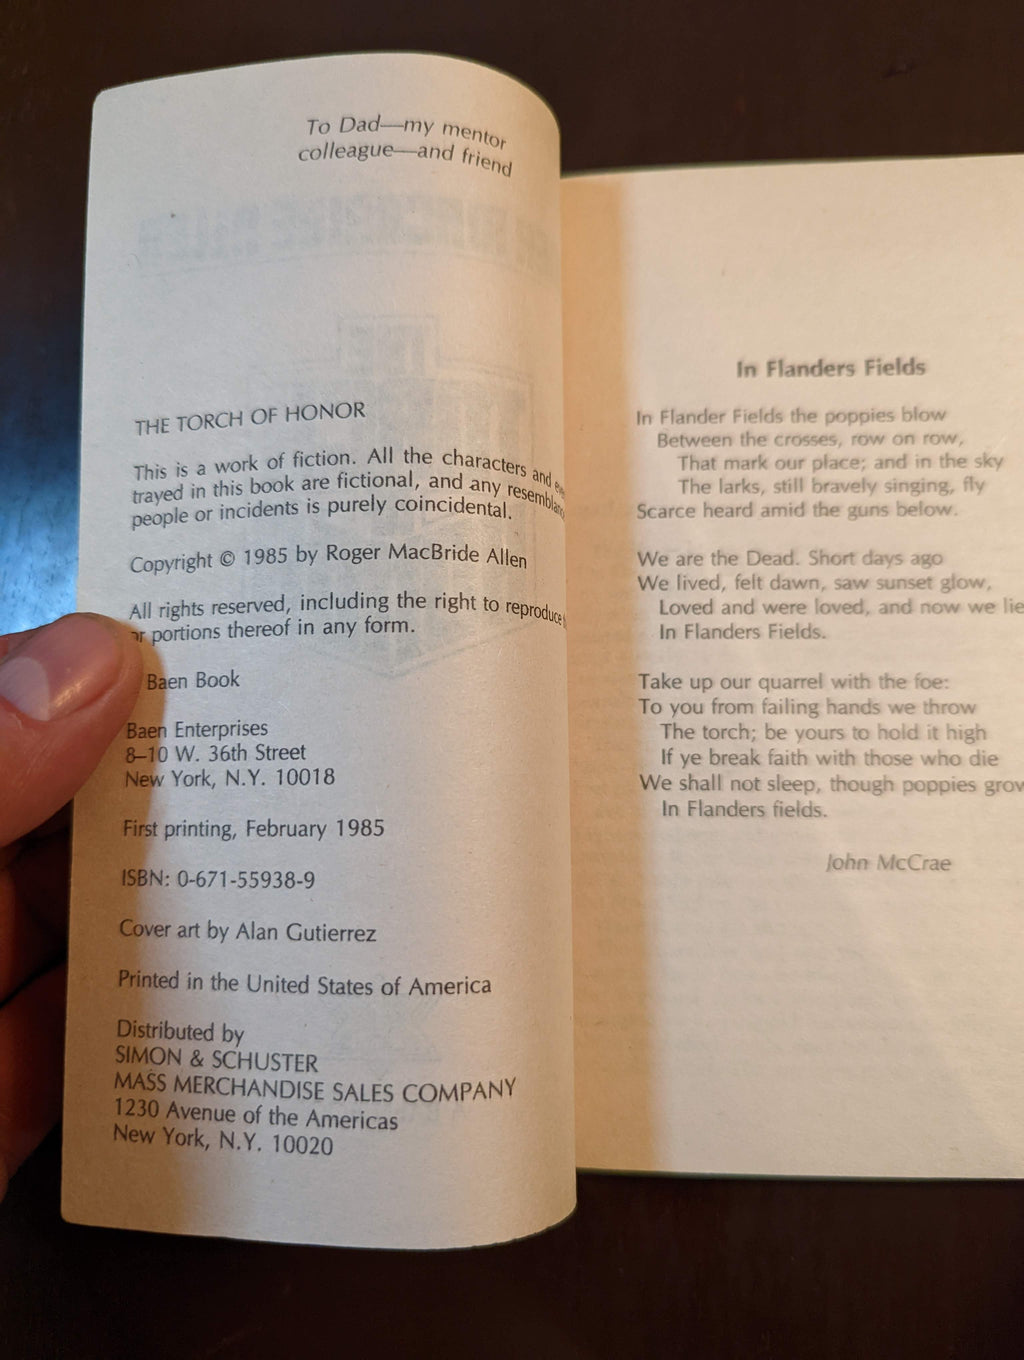 To Dad—my mentor
colleague—and friend
THE TORCH OF HONOR
This is a work of fiction. All the characters and
trayed in this book are fictional, and any
people or incidents is purely coincidental.
Copyright © 1985 by Roger MacBride Allen
All rights reserved, including the right to reproduce
or portions thereof in any form.
Baen Book
Baen Enterprises
8–10 W. 36th Street
New York, N.Y. 10018
First printing, February 1985
ISBN: 0-671-55938-9
Cover art by Alan Gutierrez
Printed in the United States of America
Distributed by
SIMON & SCHUSTER
MASS MERCHANDISE SALES COMPANY
1230 Avenue of the Americas
New York, N.Y. 10020
In Flanders Fields
In Flander Fields the poppies blow
Between the crosses, row on row,
That mark our place; and in the sky
The larks, still bravely singing, fly
Scarce heard amid the guns below.
We are the Dead. Short days ago
We lived, felt dawn, saw sunset glow,
Loved and were loved, and now we lie
In Flanders Fields.
Take up our quarrel with the foe:
To you from failing hands we throw
The torch; be yours to hold it high
If ye break faith with those who die
We shall not sleep, though poppies grow
In Flanders fields.
John McCrae